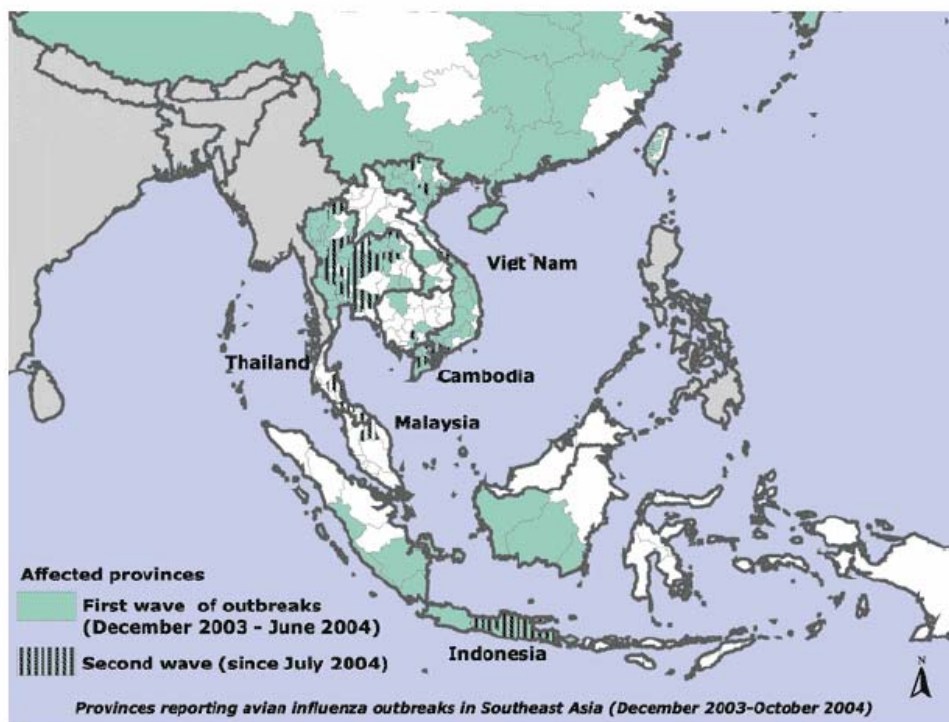 Viet Nam
Thailand
Cambodia
Malaysia
Affected provinces
First wave of outbreaks
(December 2003 - June 2004)
Second wave (since July 2004)
Indonesia
N
Provinces reporting avian influenza outbreaks in Southeast Asia (December 2003-October 2004)